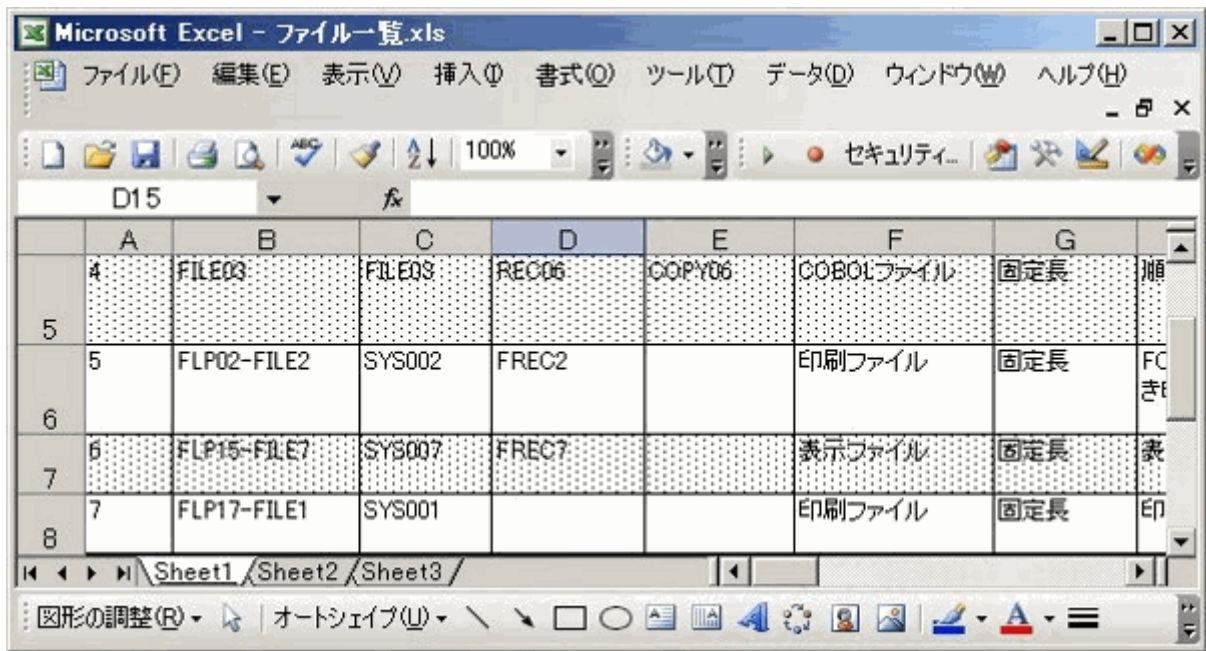 Microsoft Excel - ファイル一覧.xls
ファイル(F) 編集(E) 表示(V) 挿入(I) 書式(O) ツール(T) データ(D) ウィンドウ(W) ヘルプ(H)
ABC A Z 100% セキュリティ...
D15 fx
A B C D E F G
5 4 FILE03 FILE03 REC06 COPY06 COBOLファイル 固定長 順
6 5 FLP02-FILE2 SYS002 FREC2 印刷ファイル 固定長
7 6 FLP15-FILE7 SYS007 FREC7 表示ファイル 固定長 表
8 7 FLP17-FILE1 SYS001 印刷ファイル 固定長 印
Sheet1 Sheet2 Sheet3
図形の調整(R) オートシェイプ(U) A